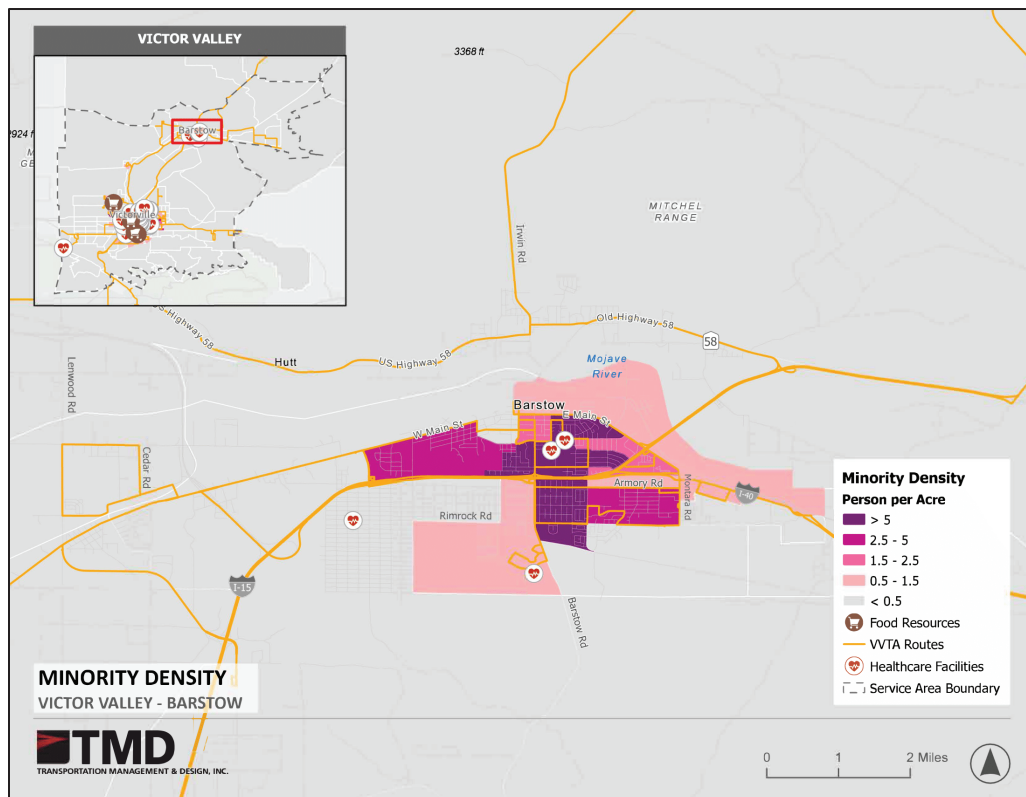 VICTOR VALLEY
3368 ft
2924 ft
Barstow
Victorville
MITCHEL
RANGE
Irwin Rd
US Highway 58
Old Highway 58
58
Hutt
US Highway 58
Mojave
River
Lenwood Rd
Barstow
E Main St
W Main St
Cedar Rd
Armory Rd
Montara Rd
I-40
Rimrock Rd
I-15
Barstow Rd
Minority Density
Person per Acre
> 5
2.5 - 5
1.5 - 2.5
0.5 - 1.5
< 0.5
Food Resources
VVTA Routes
Healthcare Facilities
Service Area Boundary
MINORITY DENSITY
VICTOR VALLEY - BARSTOW
TMD
TRANSPORTATION MANAGEMENT & DESIGN, INC.
0 1 2 Miles